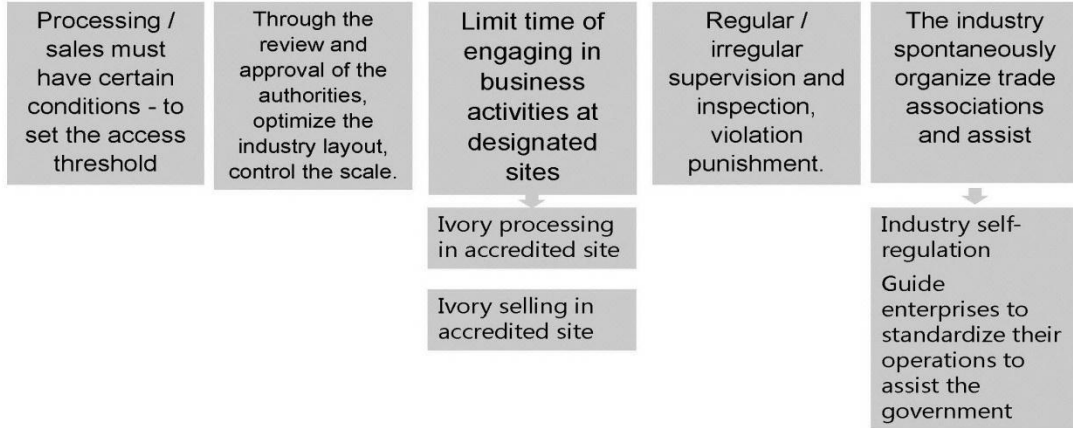 Processing /
sales must
have certain
conditions - to
set the access
threshold
Through the
review and
approval of the
authorities,
optimize the
industry layout,
control the scale.
Limit time of
engaging in
business
activities at
designated
sites
Ivory processing
in accredited site
Ivory selling in
accredited site
Regular /
irregular
supervision and
inspection,
violation
punishment.
The industry
spontaneously
organize trade
associations
and assist
Industry self-
regulation
Guide
enterprises to
standardize their
operations to
assist the
government